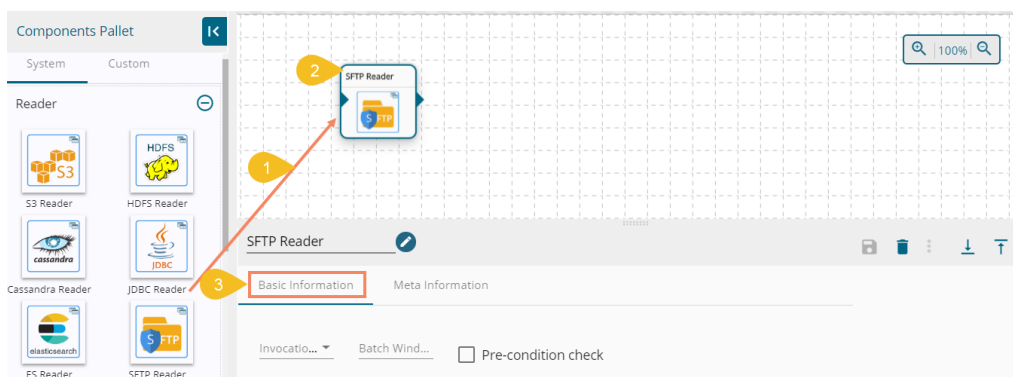 Components Pallet
System Custom
Reader
S3
S3 Reader
HDFS
HDFS Reader
cassandra
Cassandra Reader
JDBC
JDBC Reader
elasticsearch
ES Reader
S FTP
SFTP Reader
1
2
SFTP Reader
S FTP
100%
SFTP Reader
3
Basic Information Meta Information
Invocatio... Batch Wind... Pre-condition check